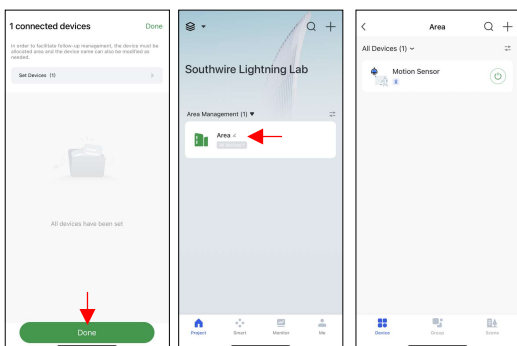 1 connected devices
Done
In order to facilitate follow-up management, the device must be
allocated area and the device name can also be modified as
needed.
Set Devices (1)
All devices have been set
Done
Southwire Lightning Lab
Area Management (1)
Area
Project
Smart
Monitor
Me
Area
All Devices (1)
Motion Sensor
Device
Group
Scene